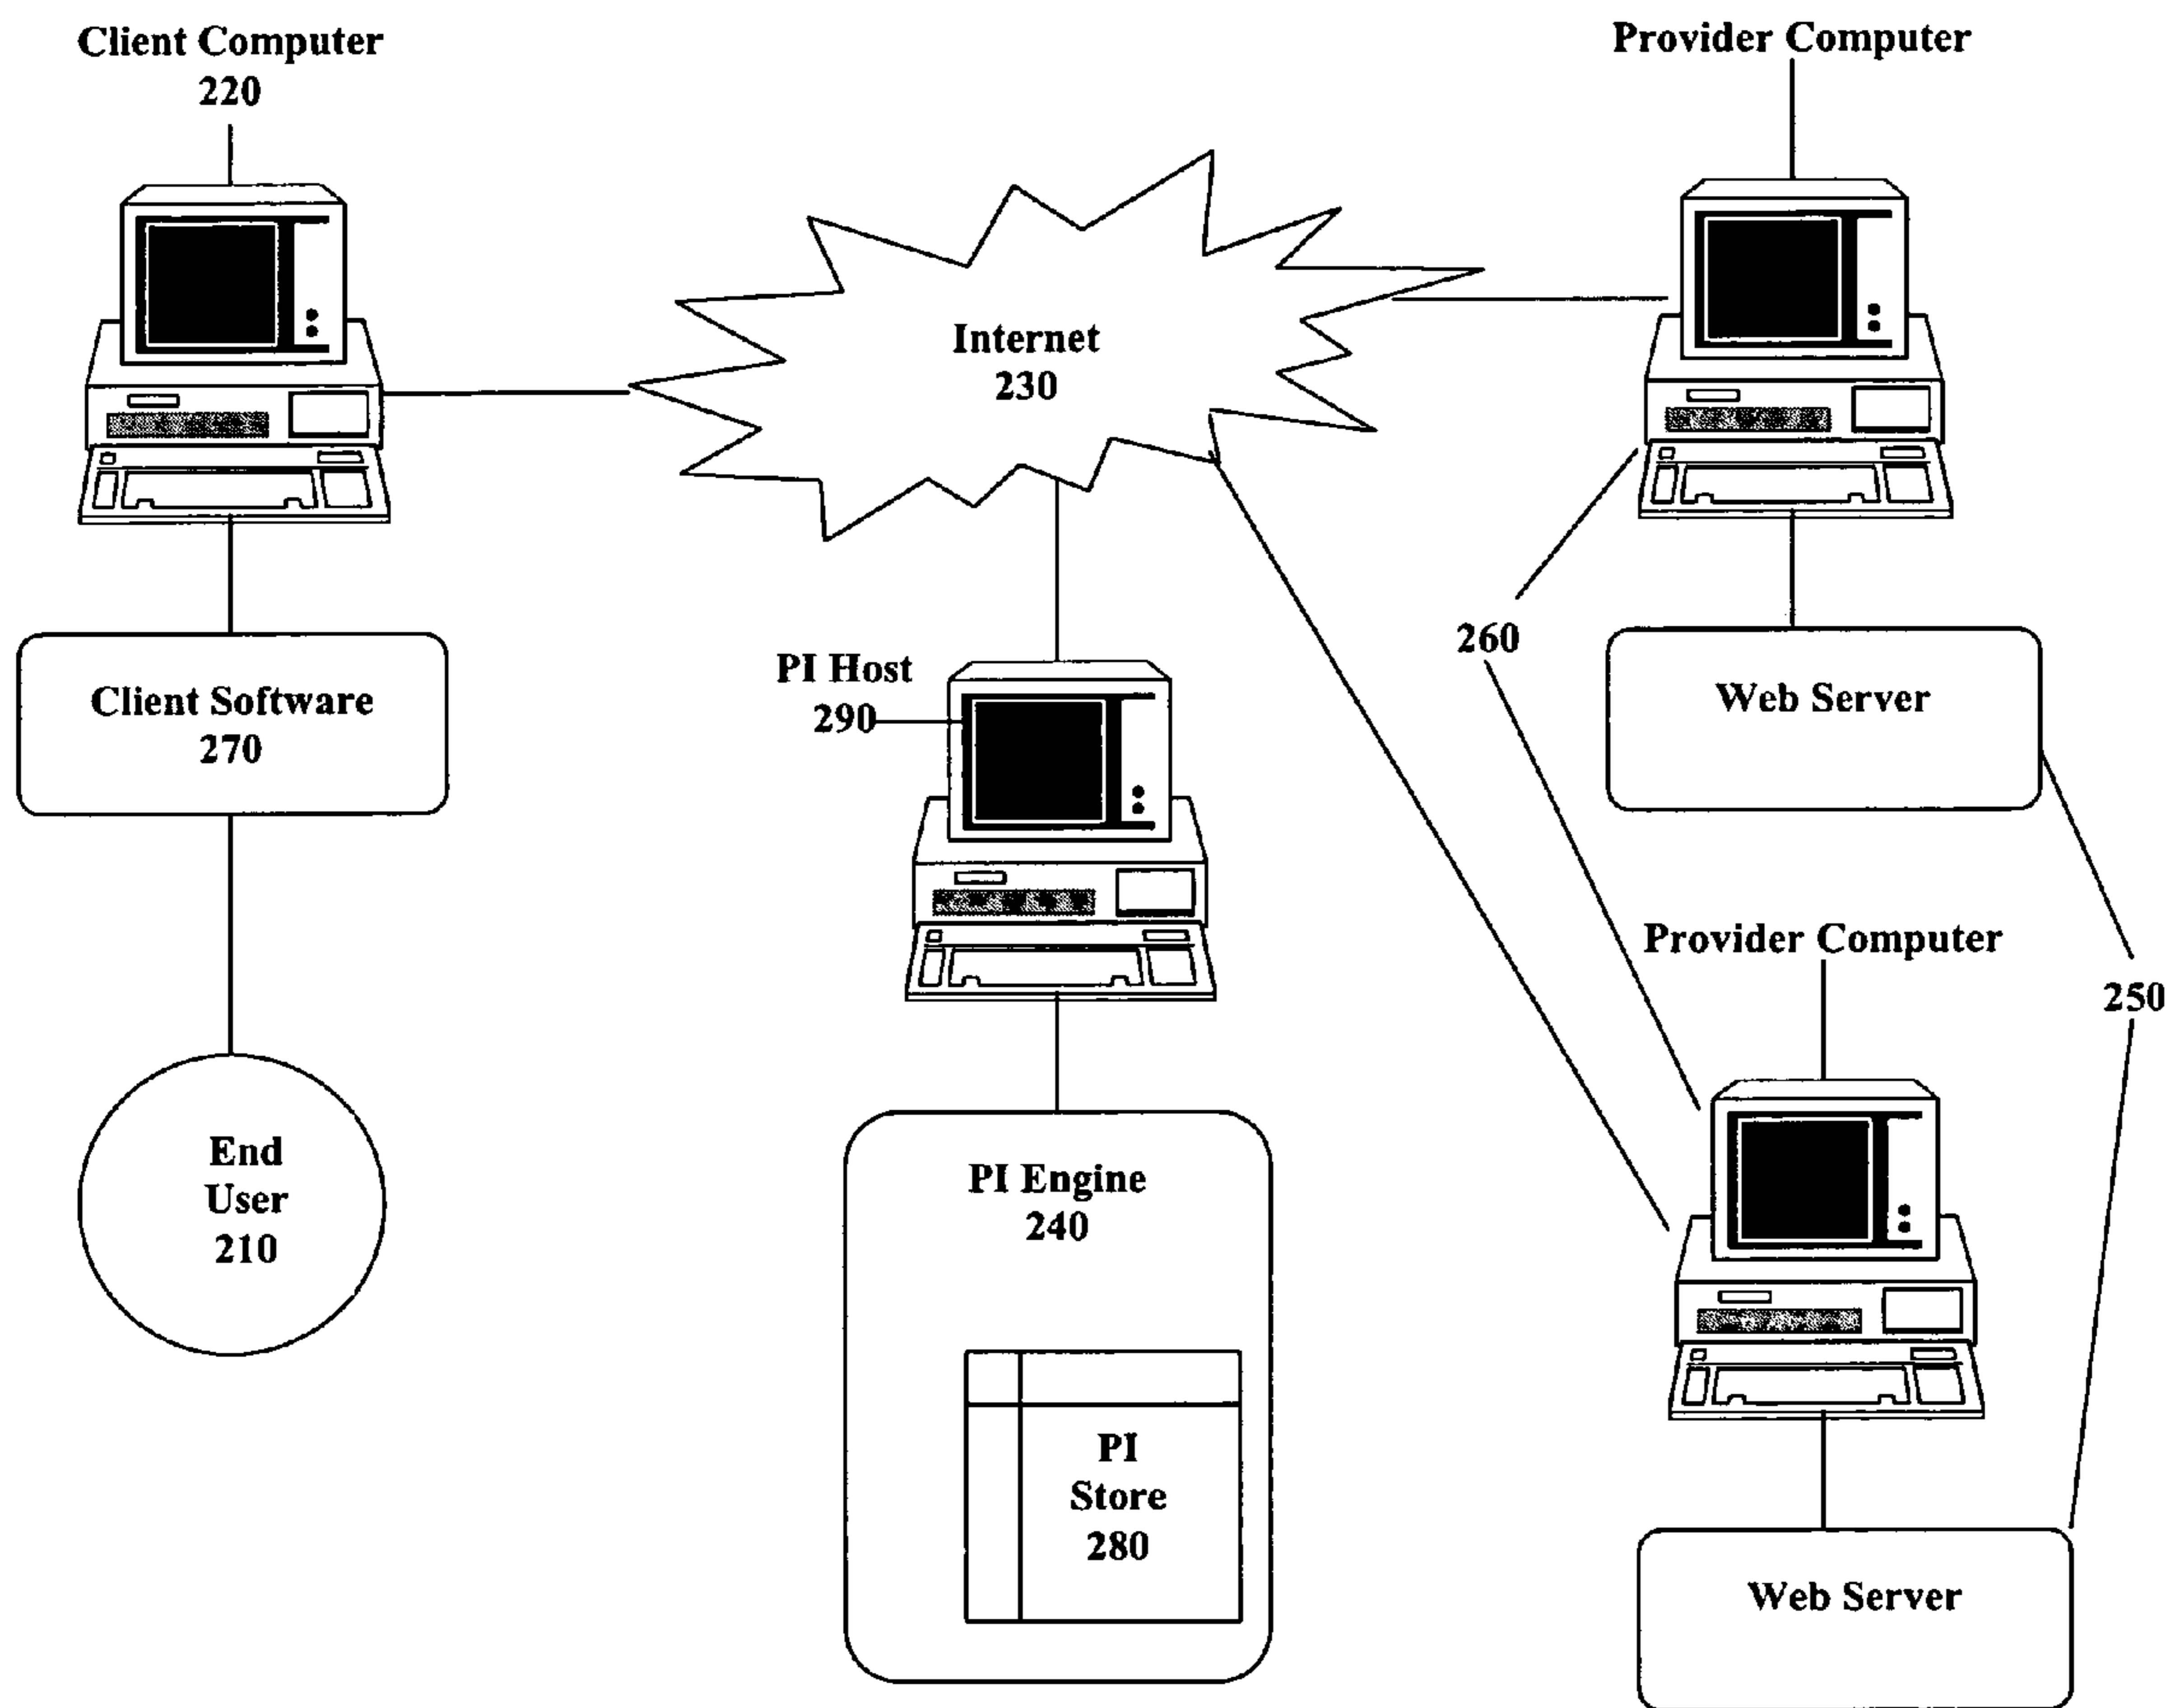 Client Computer
220
Provider Computer
Internet
230
260
PI Host
290
Client Software
270
Web Server
Provider Computer
250
End
User
210
PI Engine
240
PI
Store
280
Web Server